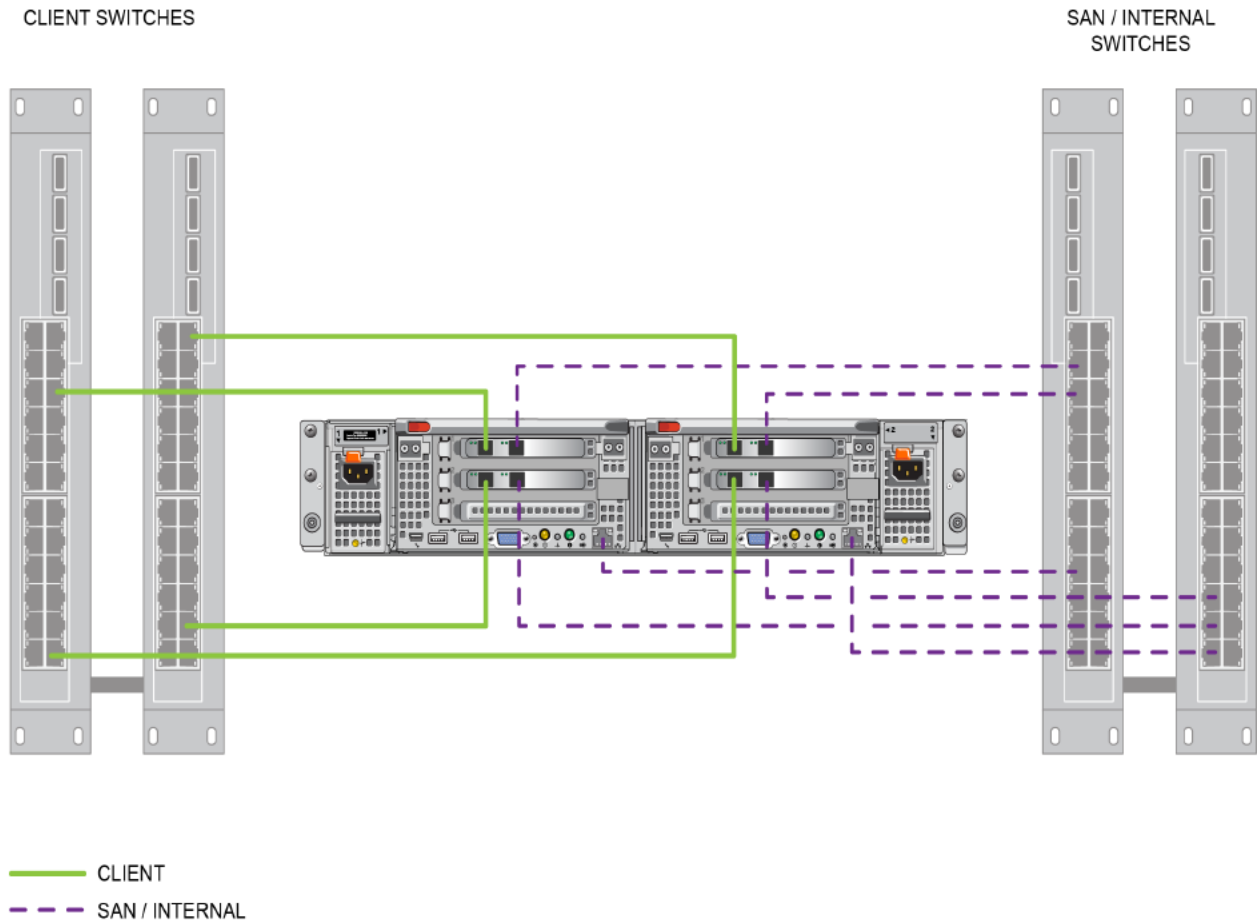 CLIENT SWITCHES
SAN / INTERNAL
SWITCHES
CLIENT
SAN / INTERNAL